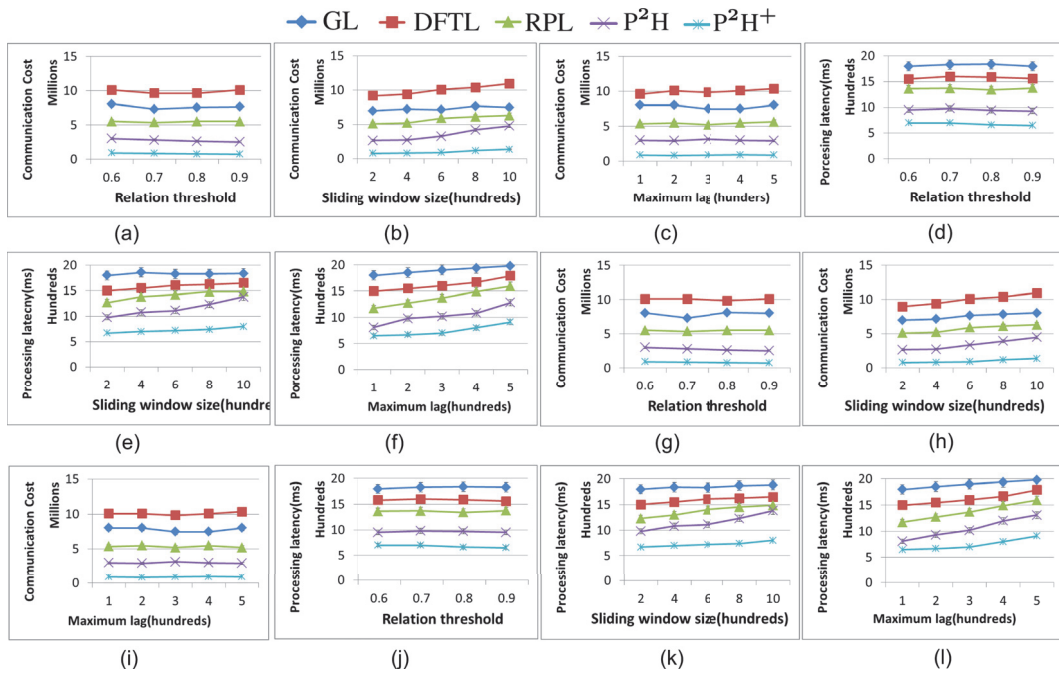 GL DFTL RPL P²H P²H⁺
Communication Cost
Millions
15
10
5
0
0.6 0.7 0.8 0.9
Relation threshold
(a)
Communication Cost
Millions
15
10
5
0
2 4 6 8 10
Sliding window size(hundreds)
(b)
Communication Cost
Millions
15
10
5
0
1 2 3 4 5
Maximum lag(hunders)
(c)
Porcesing latency(ms)
Hundreds
20
15
10
5
0
0.6 0.7 0.8 0.9
Relation threshold
(d)
Processing latecny(ms)
Hundreds
20
15
10
5
0
2 4 6 8 10
Sliding window size(hundre
(e)
Porcessing latency(ms)
Hundreds
20
15
10
5
0
1 2 3 4 5
Maximum lag(hundreds)
(f)
Communication Cost
Millions
15
10
5
0
0.6 0.7 0.8 0.9
Relation threshold
(g)
Communication Cost
Millions
15
10
5
0
2 4 6 8 10
Sliding window size(hundreds)
(h)
Communication Cost
Millions
15
10
5
0
1 2 3 4 5
Maximum lag(hundreds)
(i)
Processing latency(ms)
Hundreds
20
15
10
5
0
0.6 0.7 0.8 0.9
Relation threshold
(j)
Processing latency(ms)
Hundreds
20
15
10
5
0
2 4 6 8 10
Sliding window size(hundreds)
(k)
Processing latency(ms)
Hundreds
20
15
10
5
0
1 2 3 4 5
Maximum lag(hundreds)
(l)